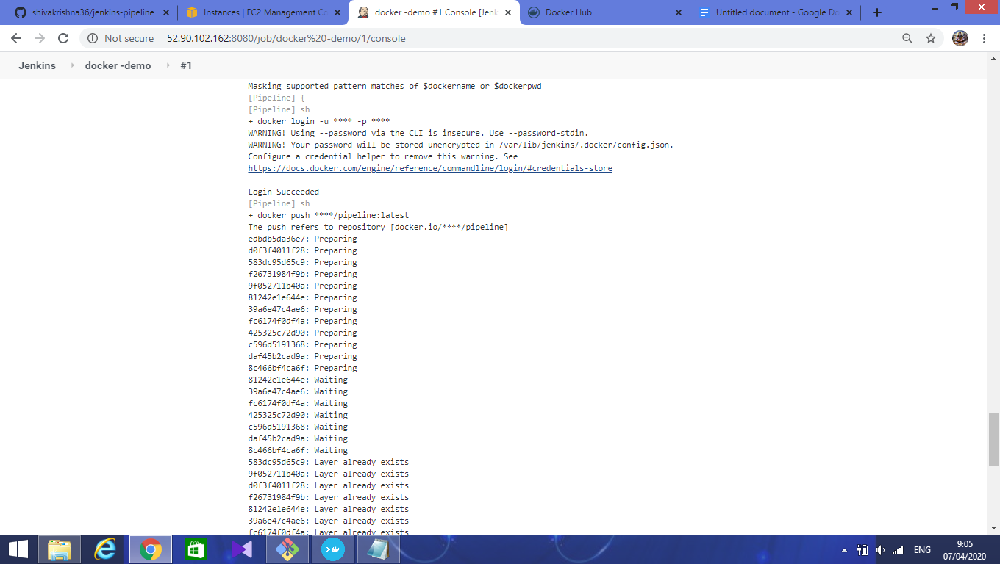 shivakrishna36/jenkins-pipeline
Instances | EC2 Management Co
docker -demo #1 Console [Jenk
Docker Hub
Untitled document - Google Do
Not secure
52.90.102.162:8080/job/docker%20-demo/1/console
Jenkins docker -demo #1
Masking supported pattern matches of $dockername or $dockerpwd
[Pipeline] {
[Pipeline] sh
+ docker login -u **** -p ****
WARNING! Using --password via the CLI is insecure. Use --password-stdin.
WARNING! Your password will be stored unencrypted in /var/lib/jenkins/.docker/config.json.
Configure a credential helper to remove this warning. See
https://docs.docker.com/engine/reference/commandline/login/#credentials-store
Login Succeeded
[Pipeline] sh
+ docker push ****/pipeline:latest
The push refers to repository [docker.io/****/pipeline]
edbdb5da36e7: Preparing
d0f3f4011f28: Preparing
583dc95d65c9: Preparing
f26731984f9b: Preparing
9f052711b40a: Preparing
81242e1e644e: Preparing
39a6e47c4ae6: Preparing
fc6174f0df4a: Preparing
425325c72d90: Preparing
c596d5191368: Preparing
daf45b2cad9a: Preparing
8c466bf4ca6f: Preparing
81242e1e644e: Waiting
39a6e47c4ae6: Waiting
fc6174f0df4a: Waiting
425325c72d90: Waiting
c596d5191368: Waiting
daf45b2cad9a: Waiting
8c466bf4ca6f: Waiting
583dc95d65c9: Layer already exists
9f052711b40a: Layer already exists
d0f3f4011f28: Layer already exists
f26731984f9b: Layer already exists
81242e1e644e: Layer already exists
39a6e47c4ae6: Layer already exists
fc6174f0df4a: Layer already exists
ENG
9:05
07/04/2020